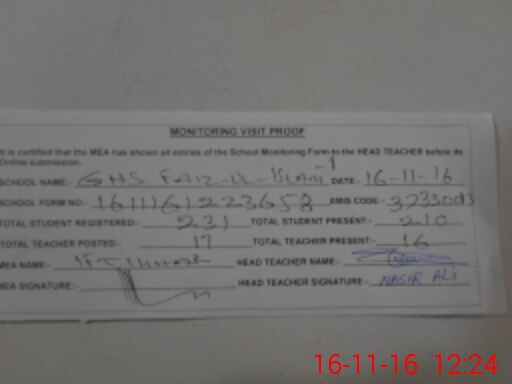 MONITORING VISIT PROOF
It is certified that the MEA has shown all entries of the School Monitoring Form to the HEAD TEACHER before its
Online submission.
SCHOOL NAME:- GHS FAIZ-UL-ISLAM-1 DATE:- 16-11-16
SCHOOL FORM NO:- 1611161223658 EMIS CODE:-
TOTAL STUDENT REGISTERED:- 231 TOTAL STUDENT PRESENT:- 210
TOTAL TEACHER POSTED:- 17 TOTAL TEACHER PRESENT:- 16
MEA NAME:- IFTIKHAR HEAD TEACHER NAME:-
MEA SIGNATURE:- HEAD TEACHER SIGNATURE:- NASIR ALI
16-11-16 12:24